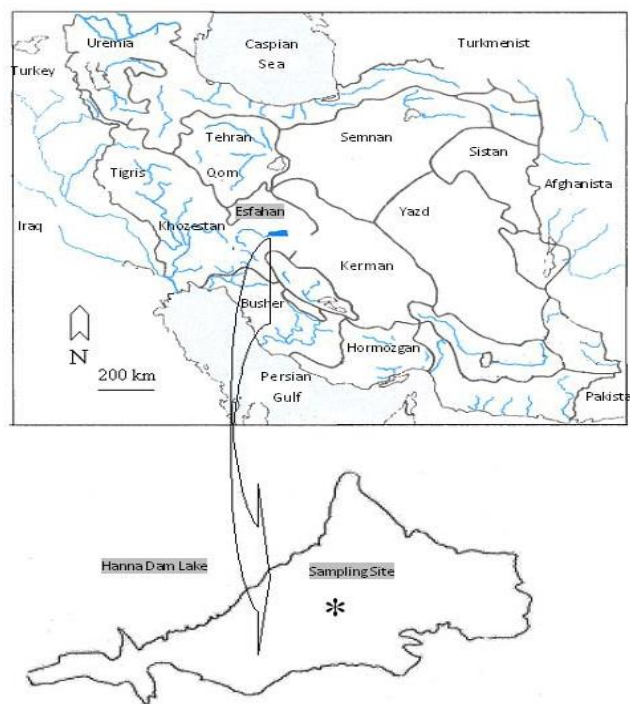 Uremia
Caspian
Sea
Turkmenist
Turkey
Tehran
Semnan
Sistan
Tigris
Qom
Afghanista
Esfahan
Yazd
Iraq
Khozestan
Kerman
Busher
N
Hormozgan
200 km
Persian
Gulf
Pakista
Hanna Dam Lake
Sampling Site
*